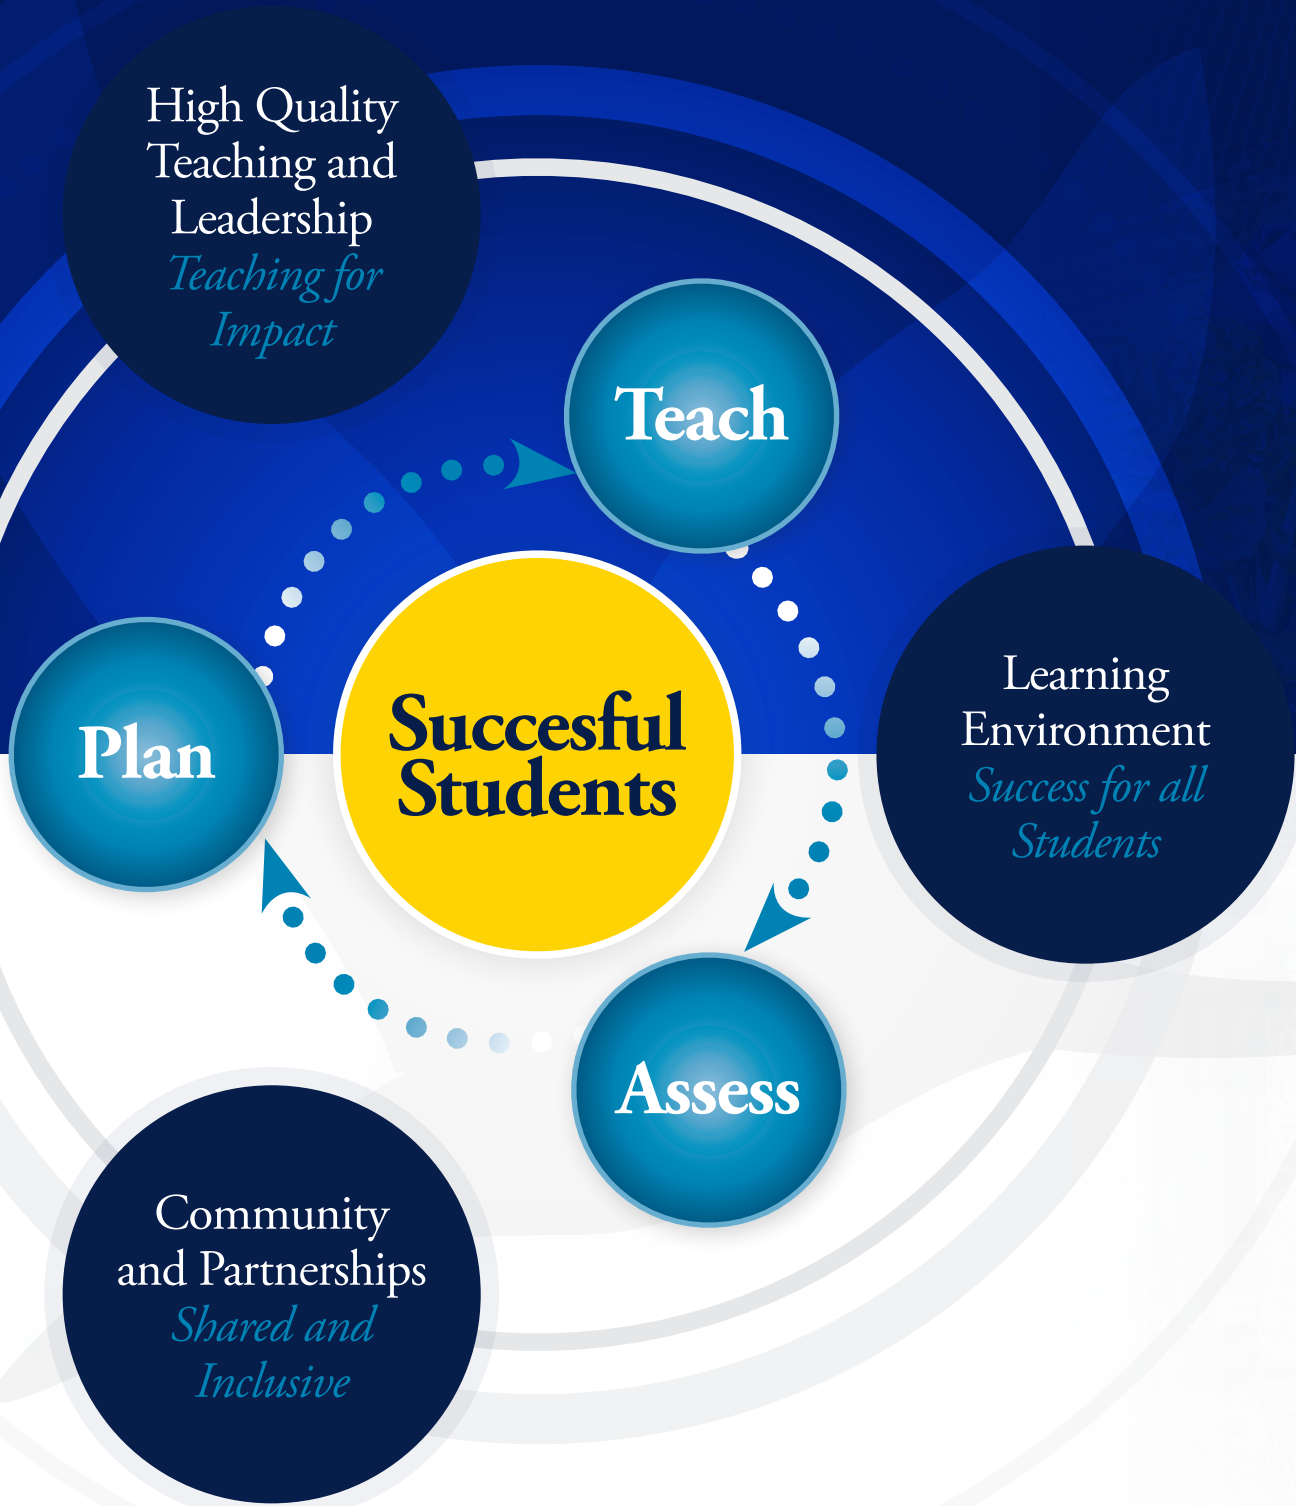 High Quality
Teaching and
Leadership
Teaching for
Impact
Teach
Learning
Environment
Success for all
Students
Succesful
Students
Plan
Assess
Community
and Partnerships
Shared and
Inclusive